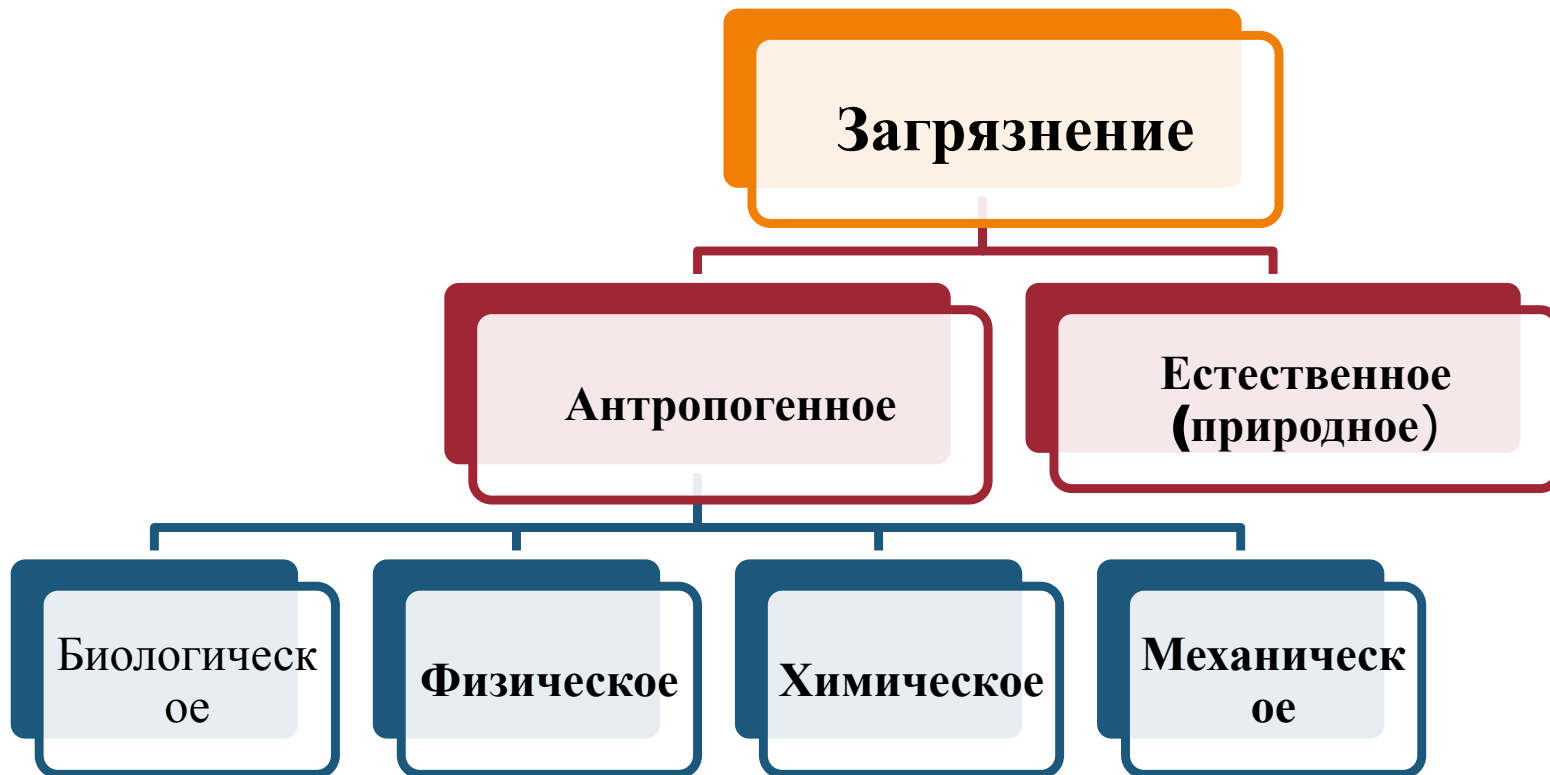 Загрязнение
Антропогенное
Естественное
(природное)
Биологическ
ое
Физическое
Химическое
Механическ
ое